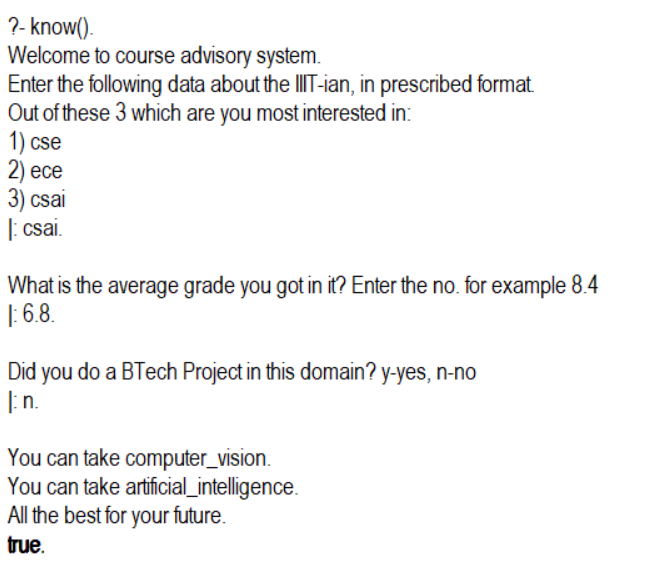 ?- know().
Welcome to course advisory system.
Enter the following data about the IIIT-ian, in prescribed format.
Out of these 3 which are you most interested in:
1) cse
2) ece
3) csai
|: csai.
What is the average grade you got in it? Enter the no. for example 8.4
|: 6.8.
Did you do a BTech Project in this domain? y-yes, n-no
|: n.
You can take computer_vision.
You can take artificial_intelligence.
All the best for your future.
true.